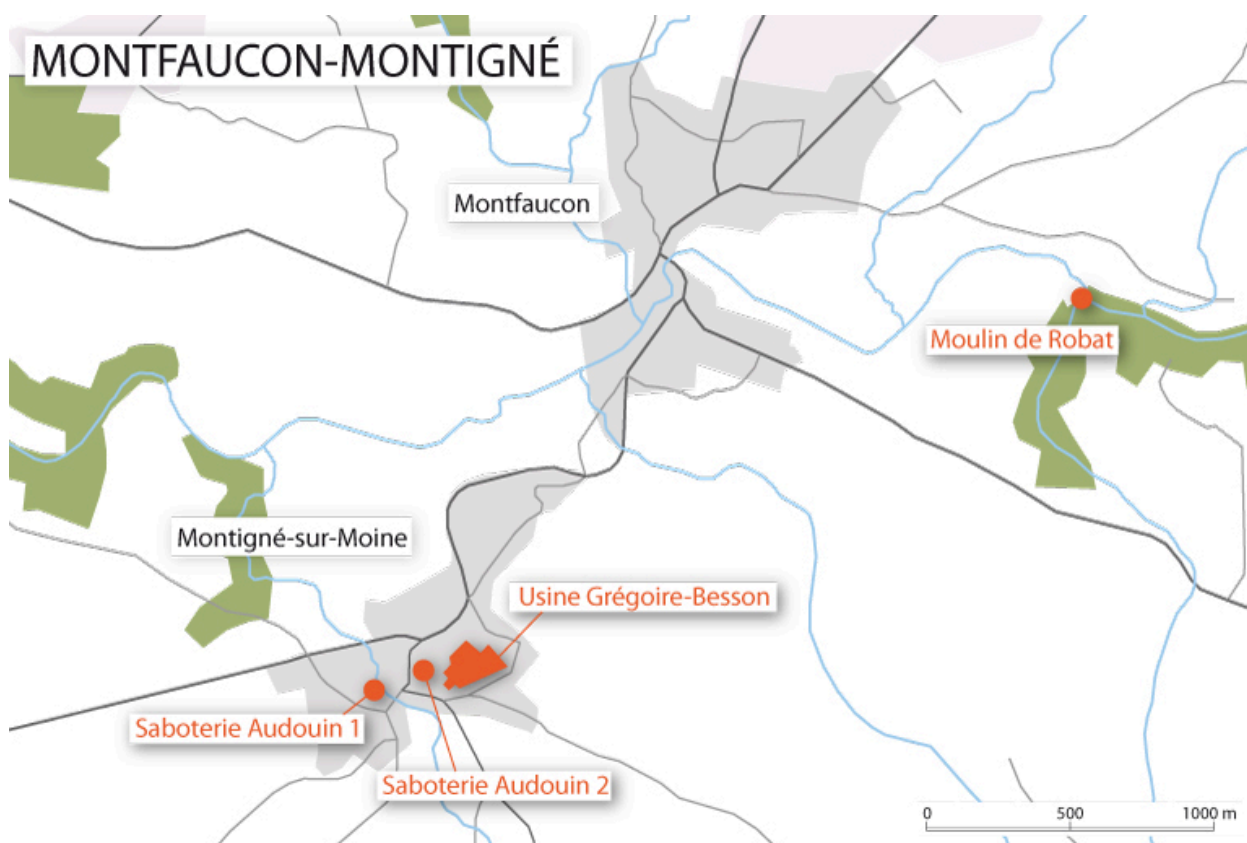 MONTFAUCON-MONTIGNÉ
Montfaucon
Moulin de Robat
Montigné-sur-Moine
Usine Grégoire-Besson
Saboterie Audouin 1
Saboterie Audouin 2
0 500 1000 m